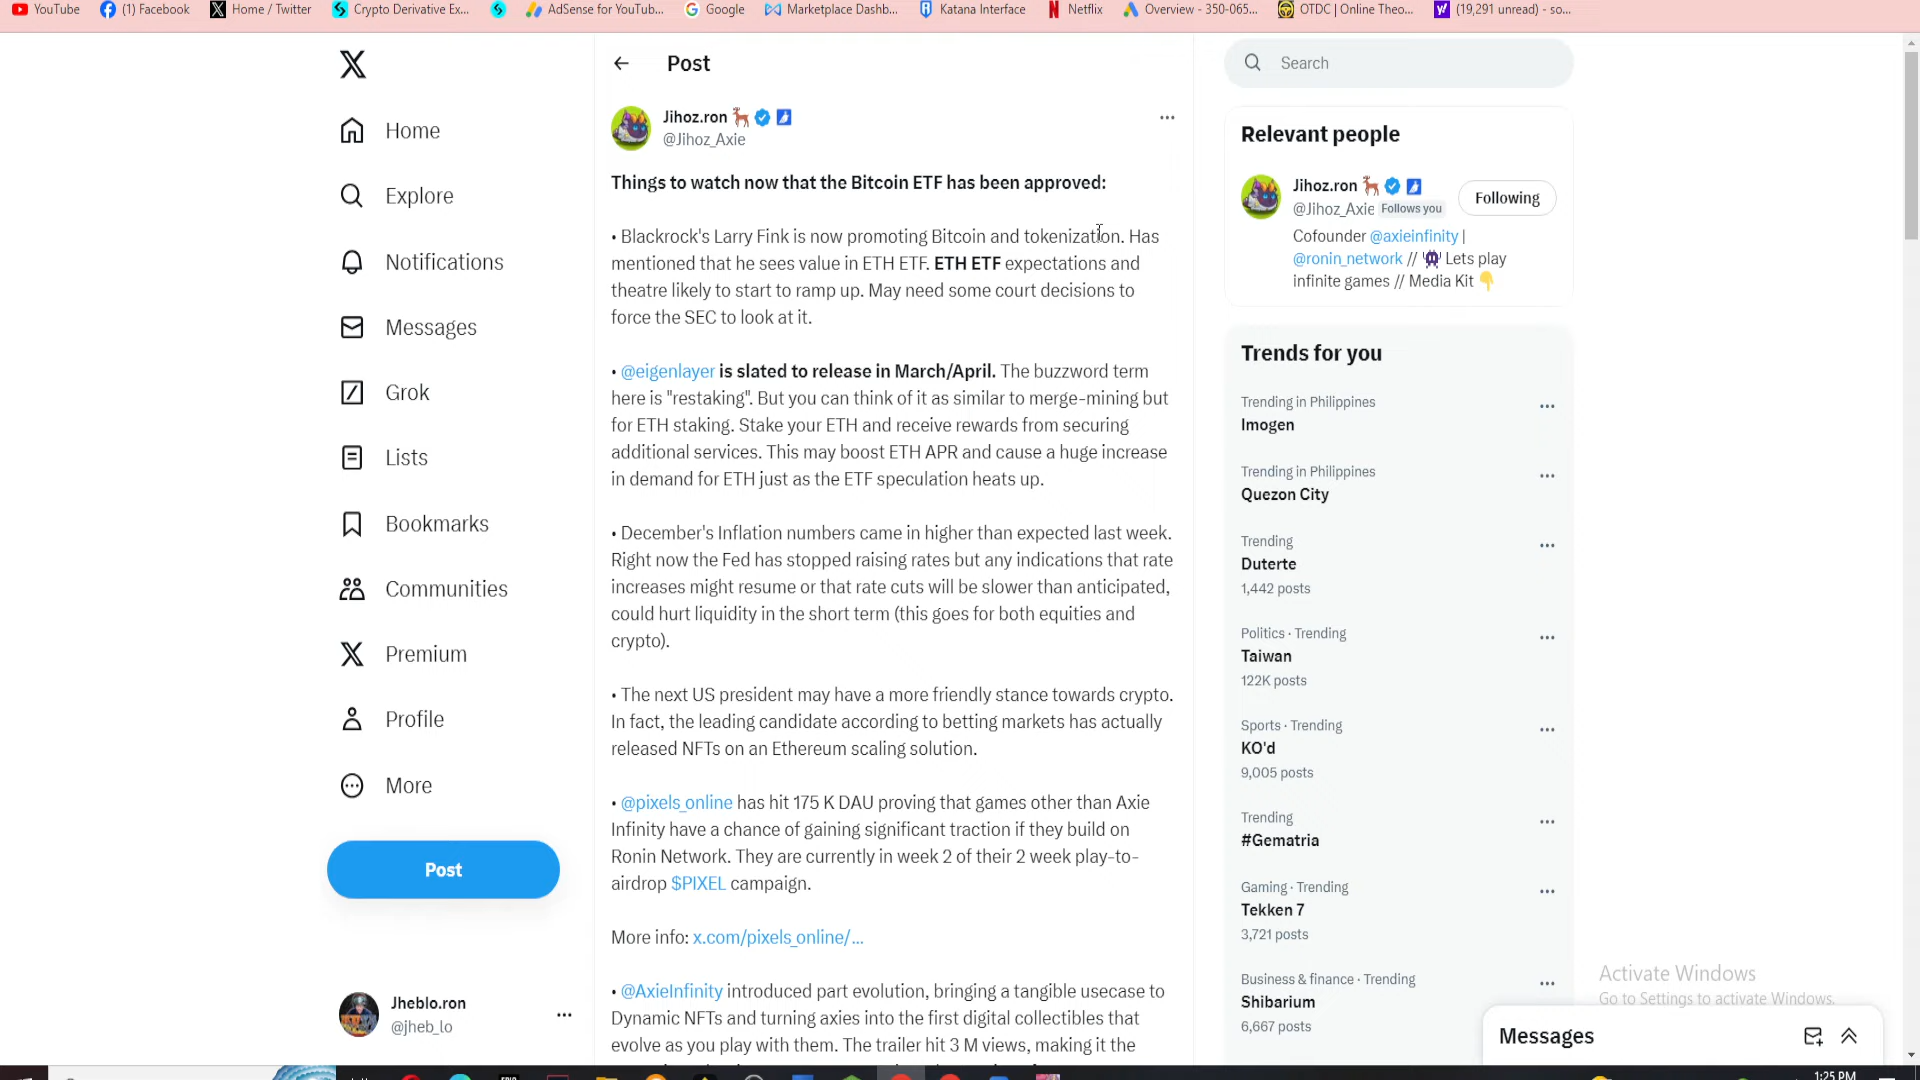 YouTube
(1) Facebook
Home / Twitter
Crypto Derivative Ex...
AdSense for YouTub...
Google
Marketplace Dashb...
Katana Interface
Netflix
Overview - 350-065...
OTDC | Online Theo...
(19,291 unread) - so...
Home
Explore
Notifications
Messages
Grok
Lists
Bookmarks
Communities
Premium
Profile
More
Post
Jheblo.ron
@jheb_lo
Post
Jihoz.ron
@Jihoz_Axie
Things to watch now that the Bitcoin ETF has been approved:
• Blackrock's Larry Fink is now promoting Bitcoin and tokenization. Has
mentioned that he sees value in ETH ETF. ETH ETF expectations and
theatre likely to start to ramp up. May need some court decisions to
force the SEC to look at it.
• @eigenlayer is slated to release in March/April. The buzzword term
here is "restaking". But you can think of it as similar to merge-mining but
for ETH staking. Stake your ETH and receive rewards from securing
additional services. This may boost ETH APR and cause a huge increase
in demand for ETH just as the ETF speculation heats up.
• December's Inflation numbers came in higher than expected last week.
Right now the Fed has stopped raising rates but any indications that rate
increases might resume or that rate cuts will be slower than anticipated,
could hurt liquidity in the short term (this goes for both equities and
crypto).
• The next US president may have a more friendly stance towards crypto.
In fact, the leading candidate according to betting markets has actually
released NFTs on an Ethereum scaling solution.
• @pixels_online has hit 175 K DAU proving that games other than Axie
Infinity have a chance of gaining significant traction if they build on
Ronin Network. They are currently in week 2 of their 2 week play-to-
airdrop $PIXEL campaign.
More info: x.com/pixels_online/...
• @AxieInfinity introduced part evolution, bringing a tangible usecase to
Dynamic NFTs and turning axies into the first digital collectibles that
evolve as you play with them. The trailer hit 3 M views, making it the
Search
Relevant people
Jihoz.ron
Following
@Jihoz_Axie Follows you
Cofounder @axieinfinity |
@ronin_network // Lets play
infinite games // Media Kit
Trends for you
Trending in Philippines
Imogen
Trending in Philippines
Quezon City
Trending
Duterte
1,442 posts
Politics · Trending
Taiwan
122K posts
Sports · Trending
KO'd
9,005 posts
Trending
#Gematria
Gaming · Trending
Tekken 7
3,721 posts
Business & finance · Trending
Shibarium
6,667 posts
Activate Windows
Go to Settings to activate Windows.
Messages
1:25 PM